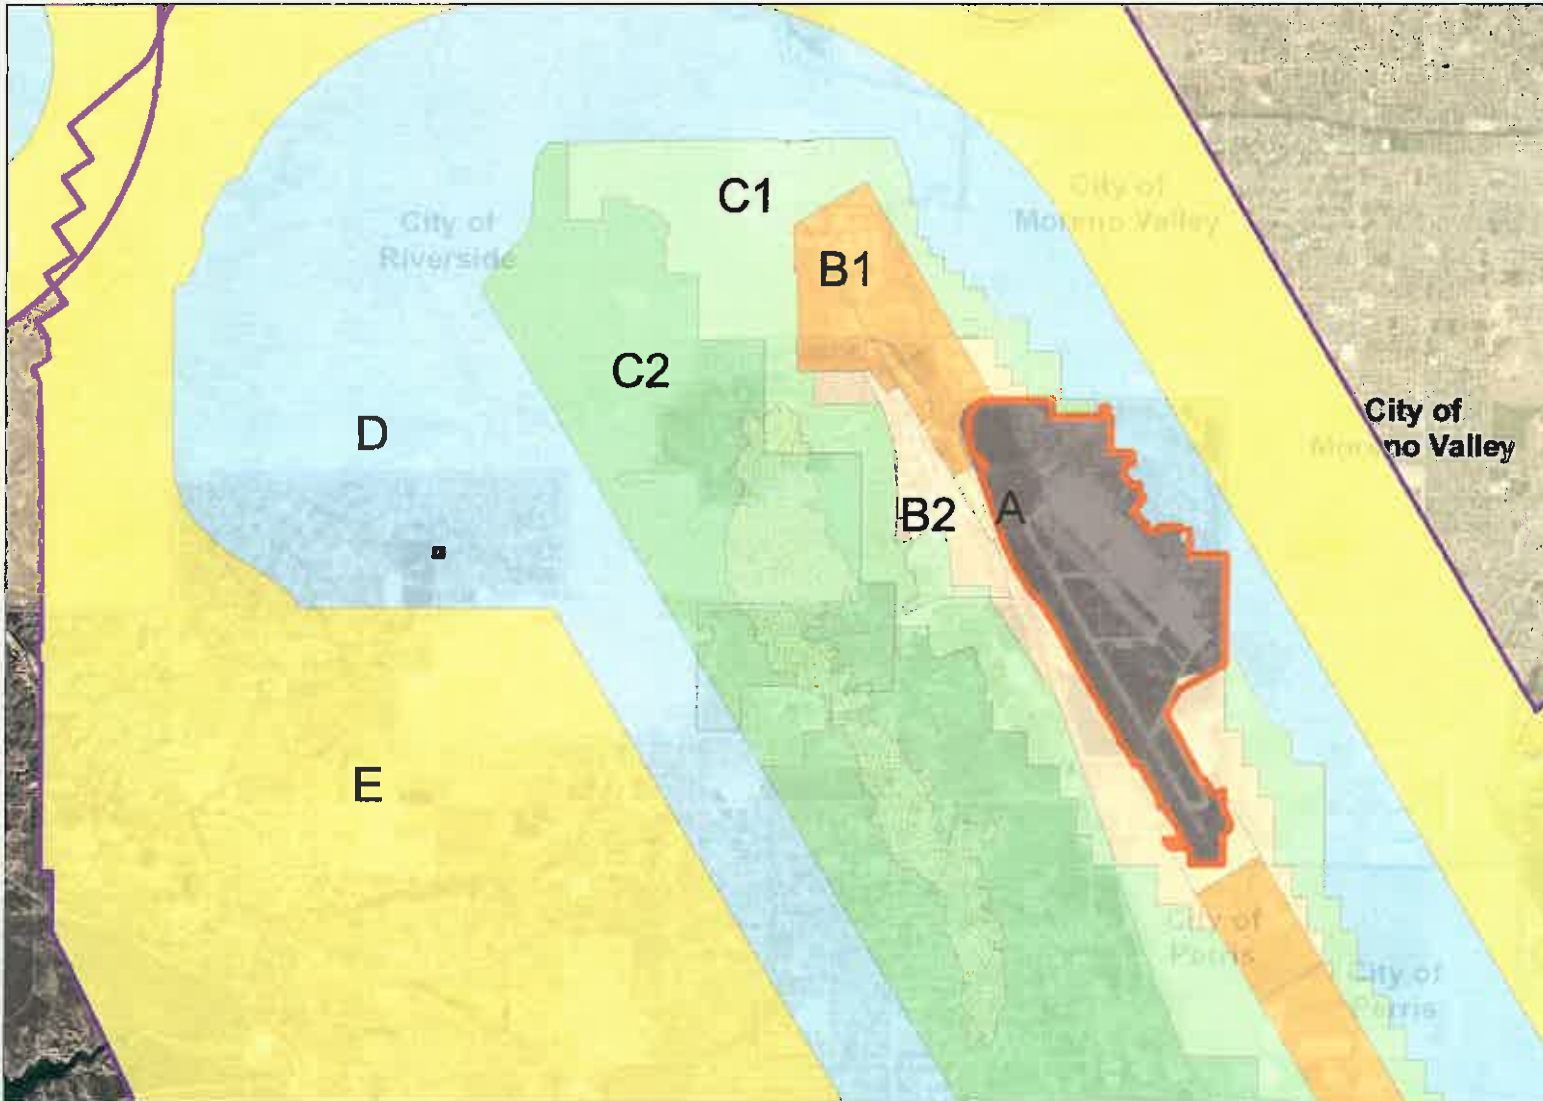 C1
City of
Moreno Valley
City of
Riverside
B1
C2
City of
Moreno Valley
D
B2
A
E
City of
Perris
City of
Perris